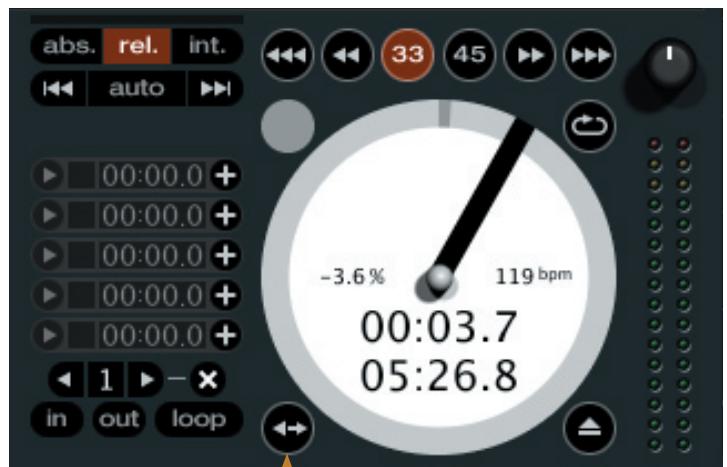 abs. rel. int.
auto
33 45
00:00.0
00:00.0
00:00.0
00:00.0
00:00.0
1
in out loop
-3.6% 119 bpm
00:03.7
05:26.8